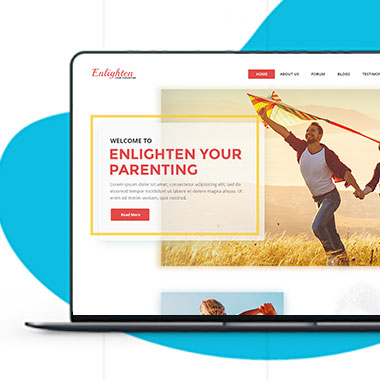 Enlighten
YOUR PARENTING
HOME ABOUT US FORUM BLOGS TESTIMO
WELCOME TO
ENLIGHTEN YOUR
PARENTING
Lorem ipsum dolor sit amet, consectetur adipisicing elit, sed do
eiusmod tempor incididunt ut labore et dolore magna aliqua. Ut
enim ad minim veniam, quis nostrud.
Read More